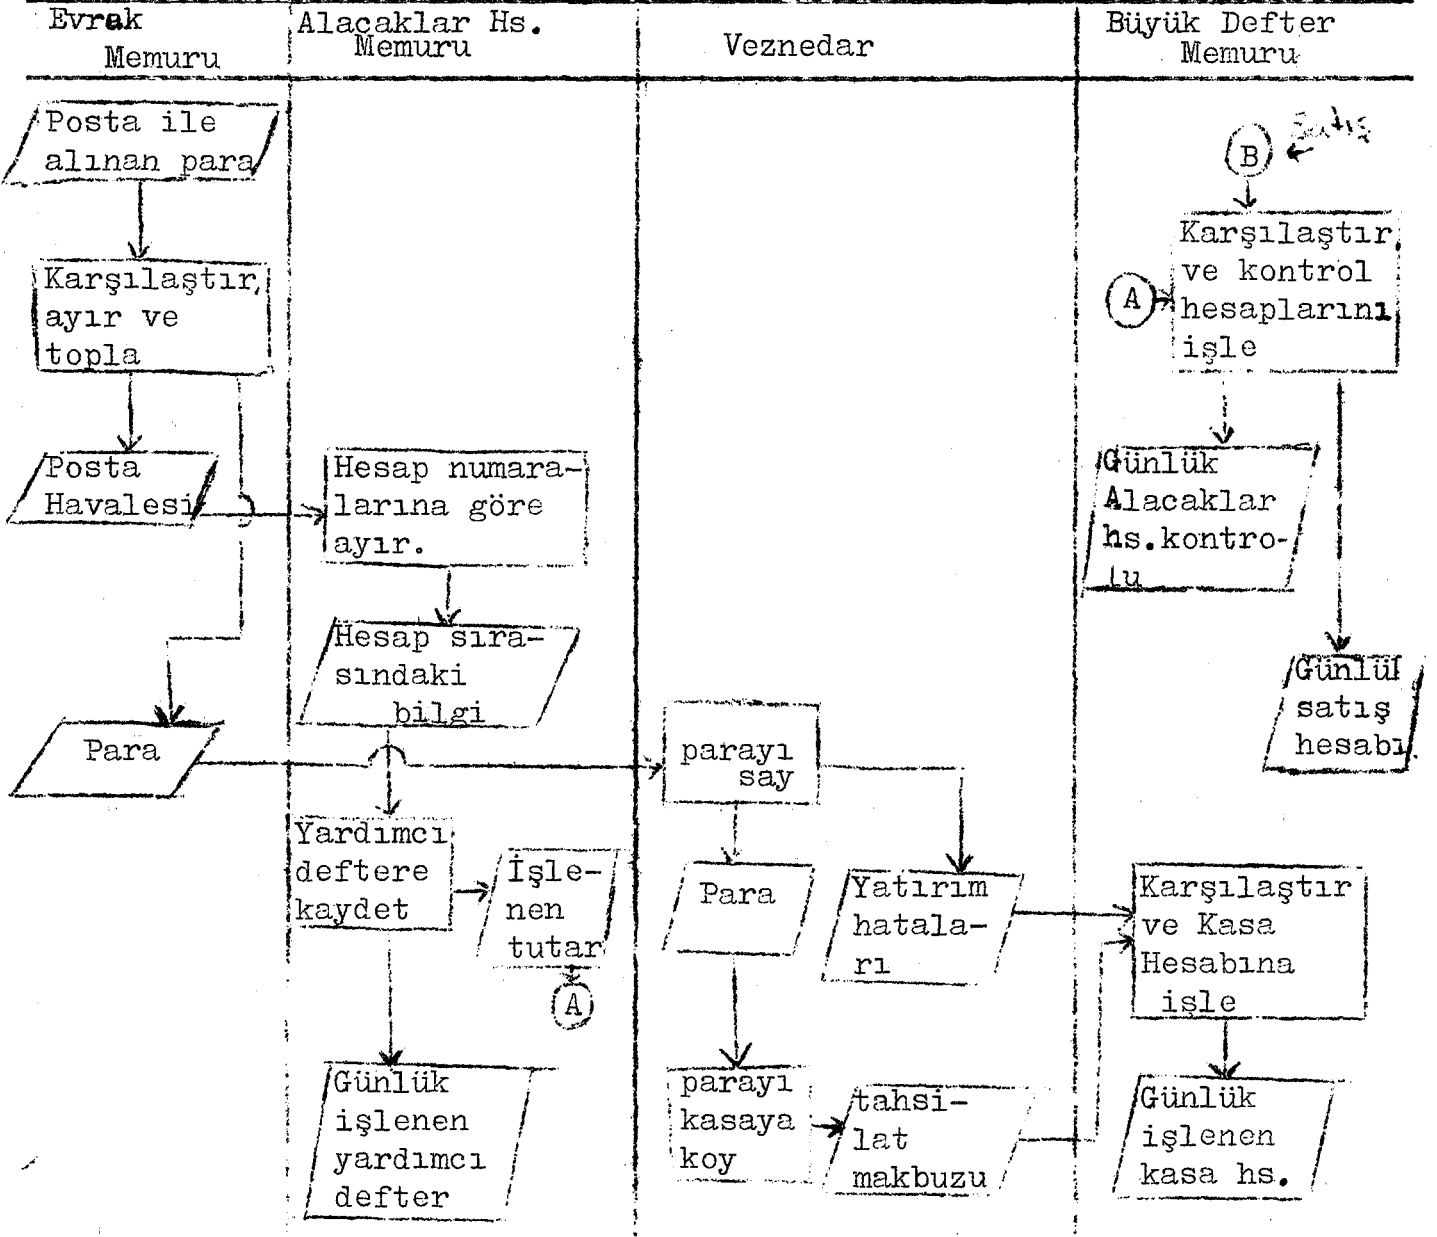 Evrak
Memuru
Alacaklar Hs.
Memuru
Veznedar
Büyük Defter
Memuru
Posta ile
alınan para
Karşılaştır,
ayır ve
topla
Posta
Havalesi
Para
Hesap numara-
larına göre
ayır.
Hesap sıra-
sındaki
bilgi
Yardımcı
deftere
kaydet
İşle-
nen
tutar
A
Günlük
işlenen
yardımcı
defter
parayı
say
Para
Yatırım
hatala-
rı
parayı
kasaya
koy
tahsi-
lat
makbuzu
B
Satış
A
Karşılaştır,
ve kontrol
hesaplarını
işle
Günlük
Alacaklar
hs.kontro-
lu
Günlük
satış
hesabı
Karşılaştır
ve Kasa
Hesabına
işle
Günlük
işlenen
kasa hs.